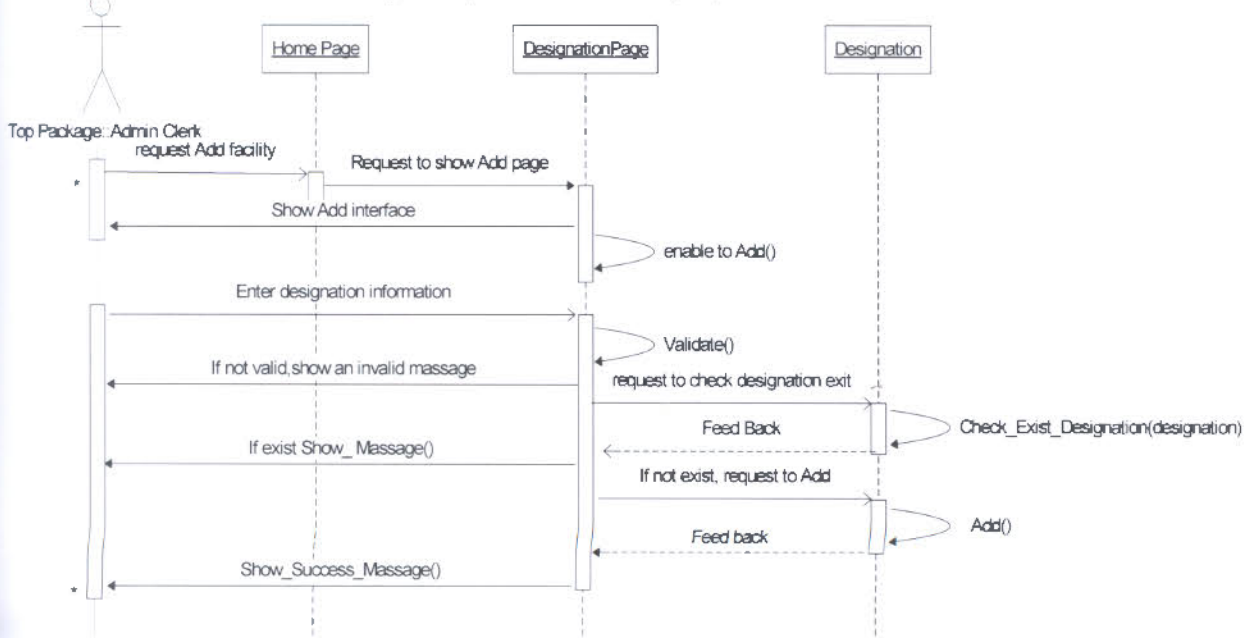 Home Page
DesignationPage
Designation
Top Package::Admin Clerk
request Add facility
Request to show Add page
*
Show Add interface
enable to Add()
Enter designation information
Validate()
If not valid,show an invalid massage
request to check designation exit
Feed Back
Check_Exist_Designation(designation)
If exist Show_ Massage()
If not exist, request to Add
Add()
Feed back
Show_Success_Massage()
*